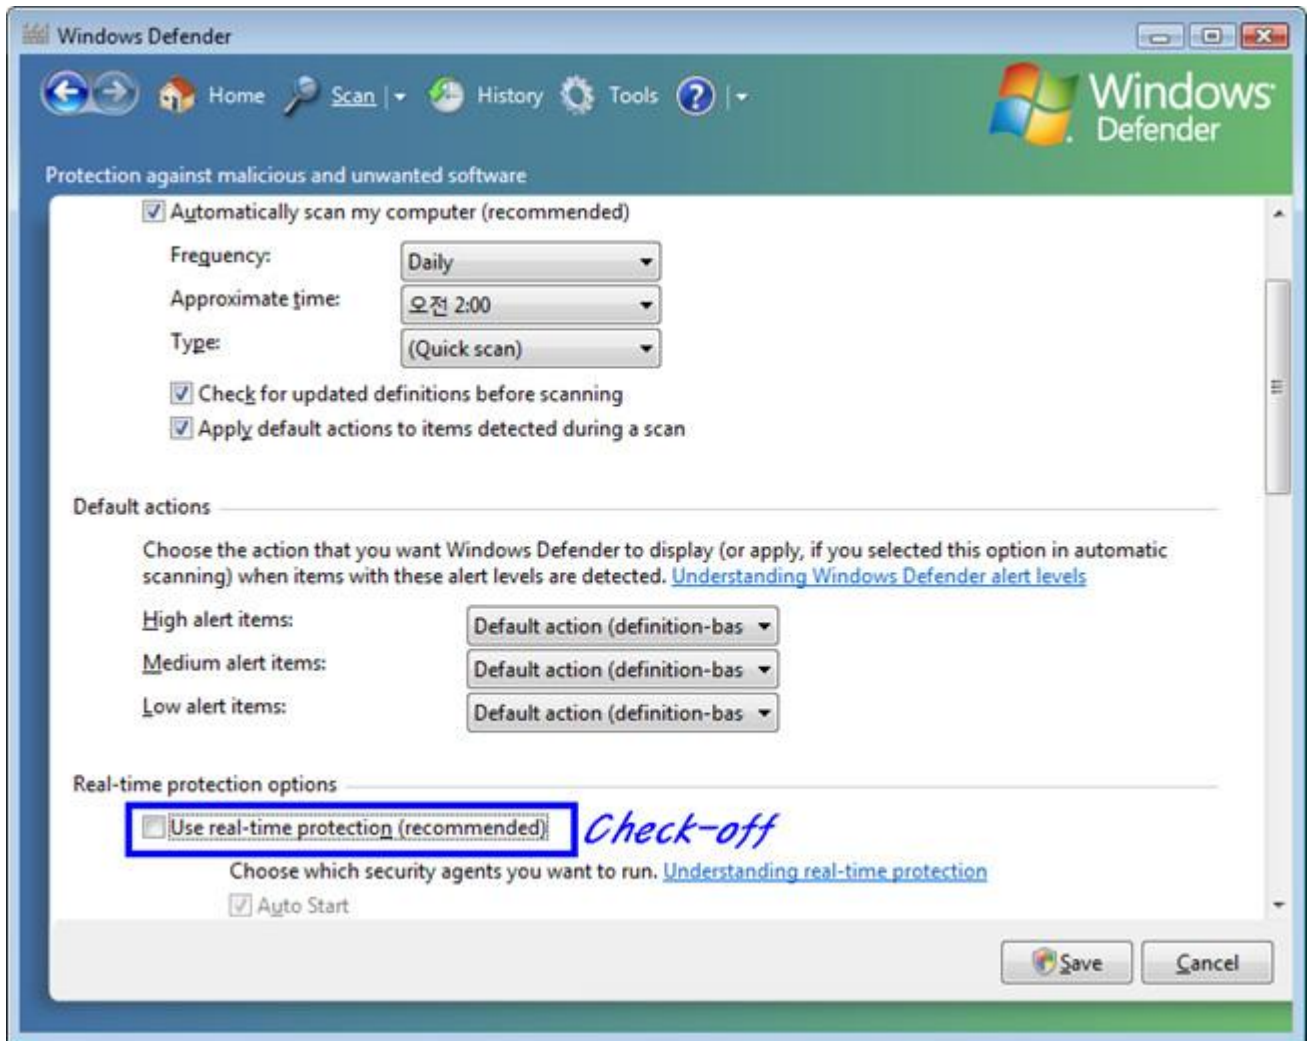 Windows Defender
Home Scan History Tools ?
Windows
Defender
Protection against malicious and unwanted software
Automatically scan my computer (recommended)
Frequency: Daily
Approximate time: 오전 2:00
Type: (Quick scan)
Check for updated definitions before scanning
Apply default actions to items detected during a scan
Default actions
Choose the action that you want Windows Defender to display (or apply, if you selected this option in automatic
scanning) when items with these alert levels are detected. Understanding Windows Defender alert levels
High alert items: Default action (definition-bas
Medium alert items: Default action (definition-bas
Low alert items: Default action (definition-bas
Real-time protection options
Use real-time protection (recommended) Check-off
Choose which security agents you want to run. Understanding real-time protection
Auto Start
Save Cancel